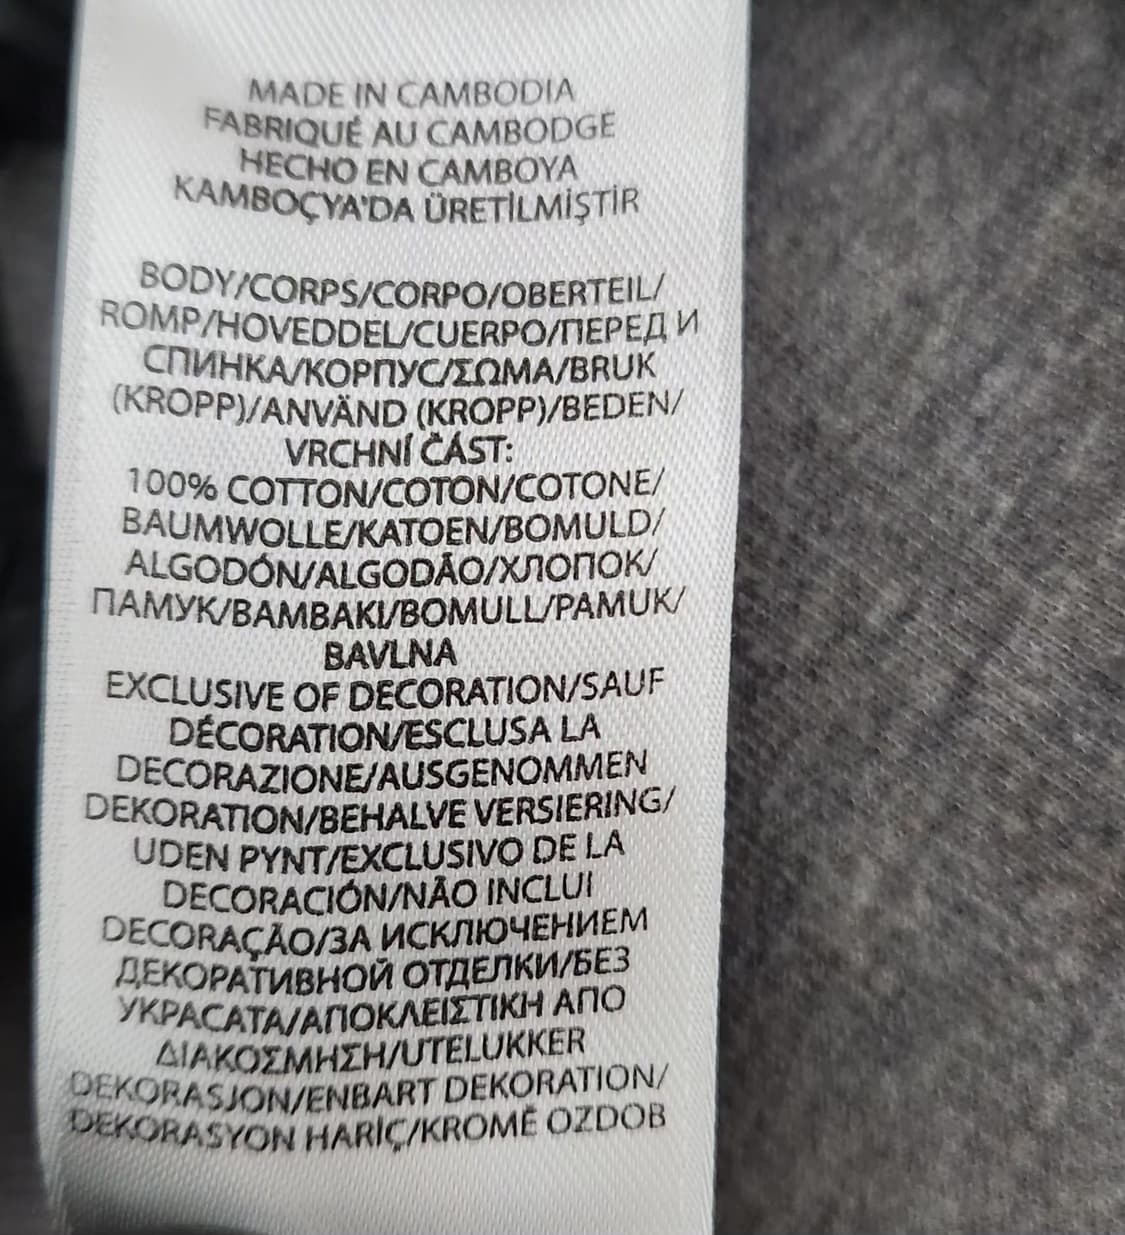 MADE IN CAMBODIA
FABRIQUÉ AU CAMBODGE
HECHO EN CAMBOYA
KAMBOÇYA'DA ÜRETİLMİŞTİR
BODY/CORPS/CORPO/OBERTEIL/
ROMP/HOVEDDEL/CUERPO/ПЕРЕД И
СПИНКА/КОРПУС/ΣΩΜΑ/BRUK
(KROPP)/ANVÄND (KROPP)/BEDEN/
VRCHNÍ ČÁST:
100% COTTON/COTON/COTONE/
BAUMWOLLE/KATOEN/BOMULD/
ALGODÓN/ALGODÃO/ХЛОПОК/
ПАМУК/ΒΑΜΒΑΚΙ/BOMULL/PAMUK/
BAVLNA
EXCLUSIVE OF DECORATION/SAUF
DÉCORATION/ESCLUSA LA
DECORAZIONE/AUSGENOMMEN
DEKORATION/BEHALVE VERSIERING/
UDEN PYNT/EXCLUSIVO DE LA
DECORACIÓN/NÃO INCLUI
DECORAÇÃO/ЗА ИСКЛЮЧЕНИЕМ
ДЕКОРАТИВНОЙ ОТДЕЛКИ/БЕЗ
УКРАСАТА/ΑΠΟΚΛΕΙΣΤΙΚΗ ΑΠΟ
ΔΙΑΚΟΣΜΗΣΗ/UTELUKKER
DEKORASJON/ENBART DEKORATION/
DEKORASYON HARİÇ/KROMĚ OZDOB